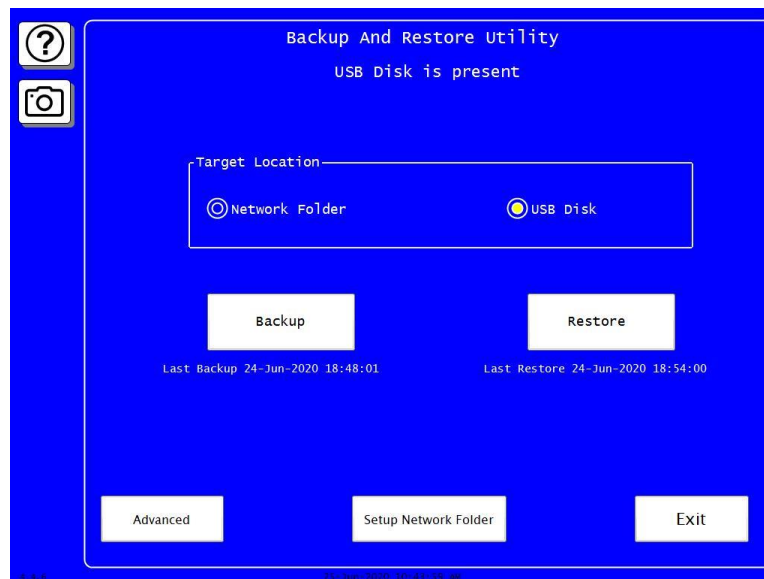 ?
Backup And Restore Utility
USB Disk is present
Target Location
Network Folder USB Disk
Backup Restore
Last Backup 24-Jun-2020 18:48:01 Last Restore 24-Jun-2020 18:54:00
Advanced Setup Network Folder Exit